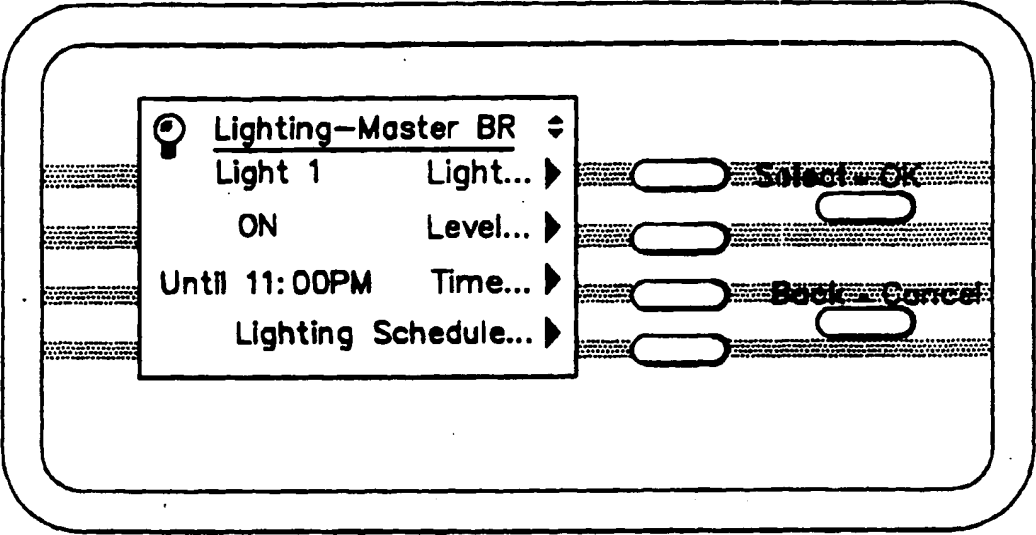 Lighting-Master BR
Light 1 Light...
Select - OK
ON Level...
Until 11:00PM Time...
Back - Cancel
Lighting Schedule...